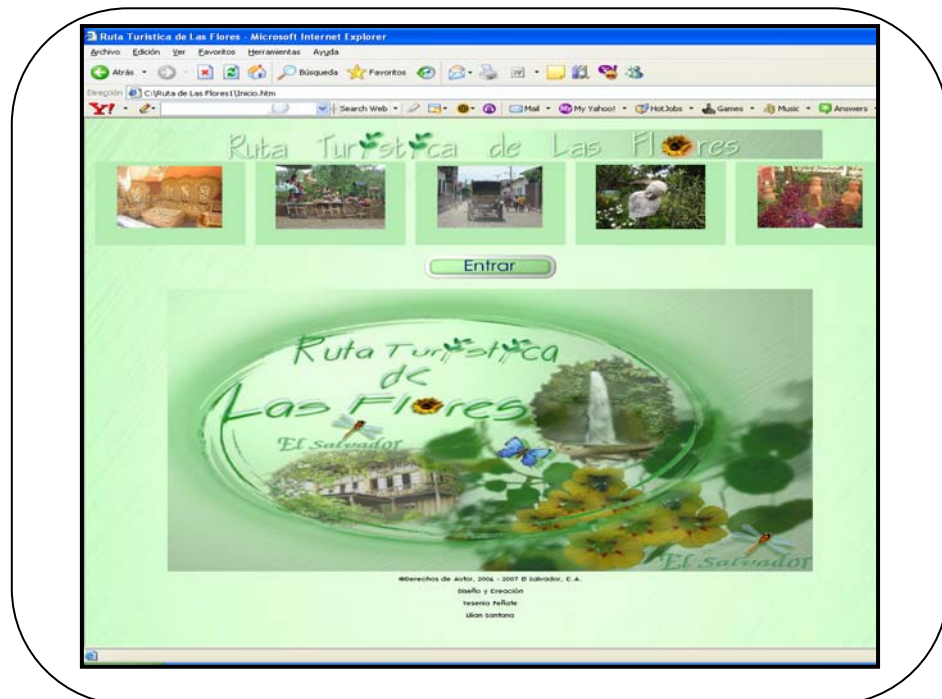 Ruta Turistica de Las Flores - Microsoft Internet Explorer
Archivo Edición Ver Favoritos Herramientas Ayuda
Atrás Búsqueda Favoritos
Dirección C:\Ruta de Las Flores1\Inicio.htm
Y! Search Web Mail My Yahoo! HotJobs Games Music Answers
Ruta Turistica de Las Flores
Entrar
Ruta Turistica
de
Las Flores
El Salvador
El Salvador
©Derechos de Autor, 2006 - 2007 El Salvador, C.A.
Diseño y Creación
Yesenia Peñate
Lilian Santana